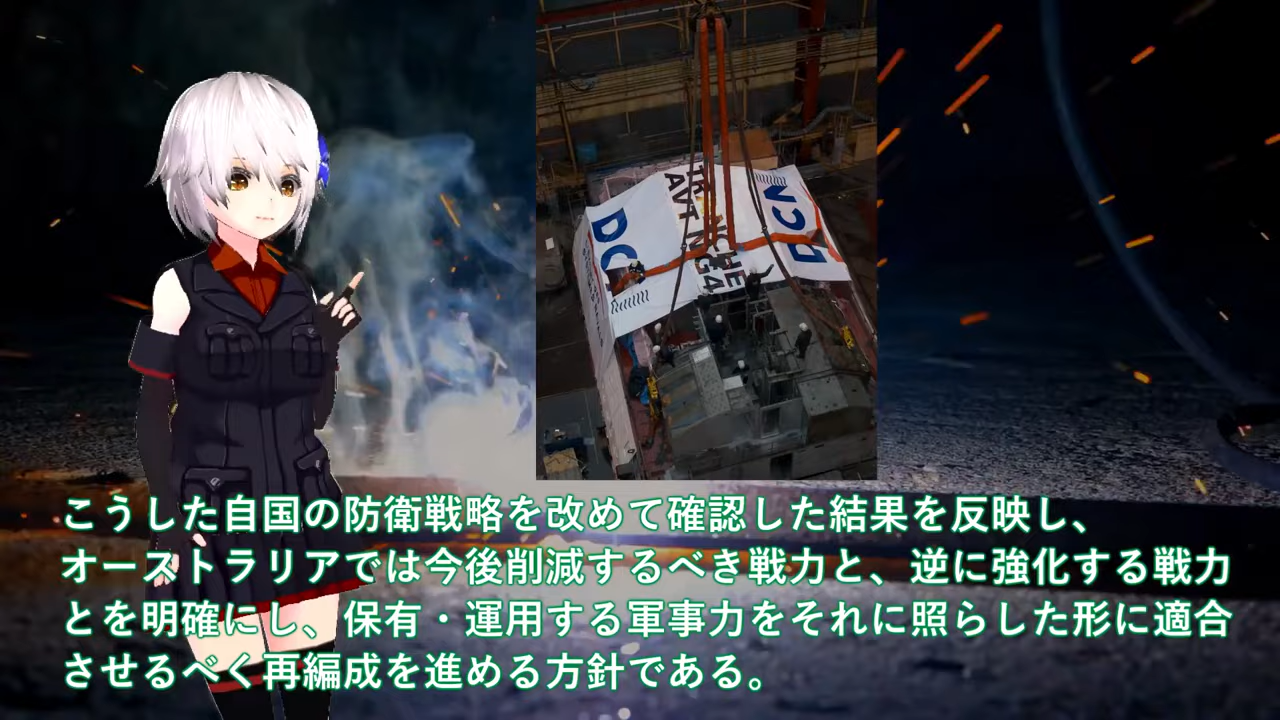 DC
TRANCHE
AVT NG4
DCN
こうした自国の防衛戦略を改めて確認した結果を反映し、
オーストラリアでは今後削減するべき戦力と、逆に強化する戦力
とを明確にし、保有・運用する軍事力をそれに照らした形に適合
させるべく再編成を進める方針である。